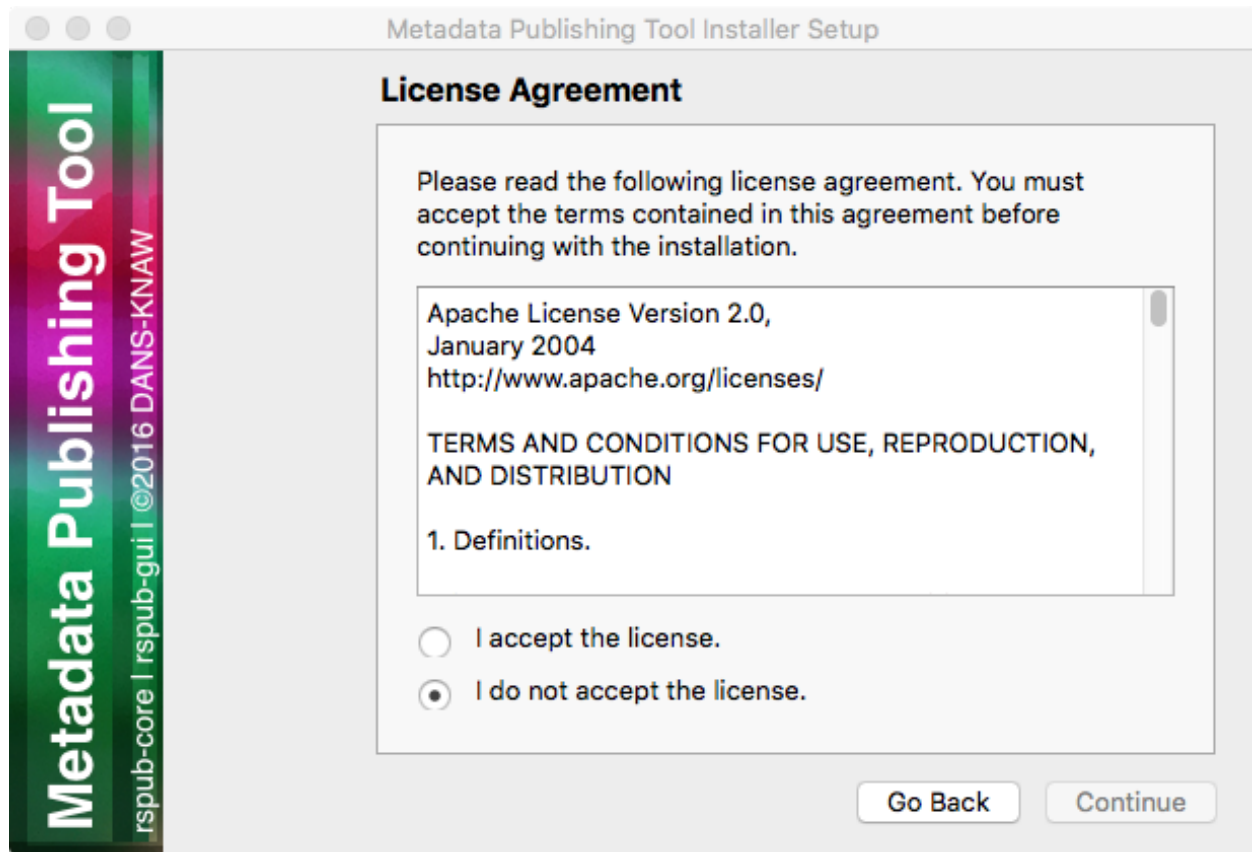 Metadata Publishing Tool Installer Setup
Metadata Publishing Tool
rspub-core | rspub-gui | ©2016 DANS-KNAW
License Agreement
Please read the following license agreement. You must
accept the terms contained in this agreement before
continuing with the installation.
Apache License Version 2.0,
January 2004
http://www.apache.org/licenses/
TERMS AND CONDITIONS FOR USE, REPRODUCTION,
AND DISTRIBUTION
1. Definitions.
I accept the license.
I do not accept the license.
Go Back
Continue